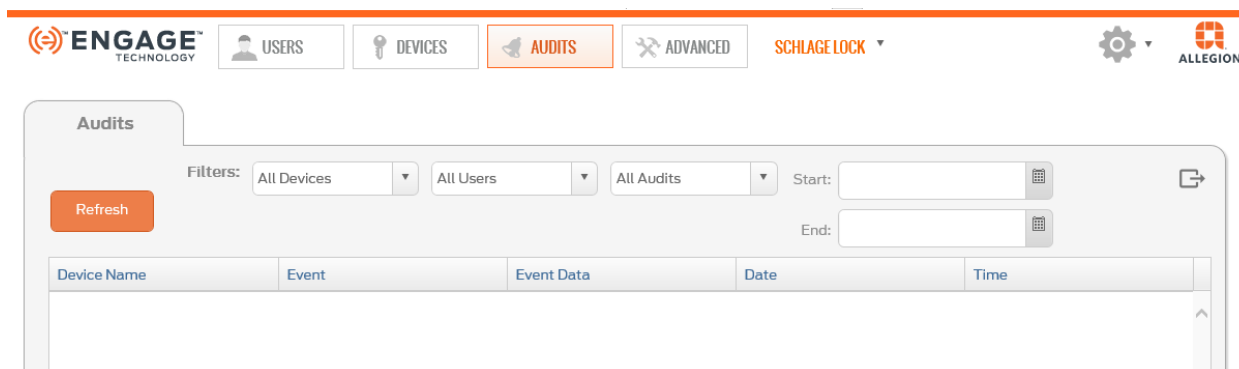 ENGAGE™
TECHNOLOGY
USERS
DEVICES
AUDITS
ADVANCED
SCHLAGE LOCK
ALLEGION
Audits
Filters: All Devices All Users All Audits Start:
Refresh
End:
Device Name Event Event Data Date Time